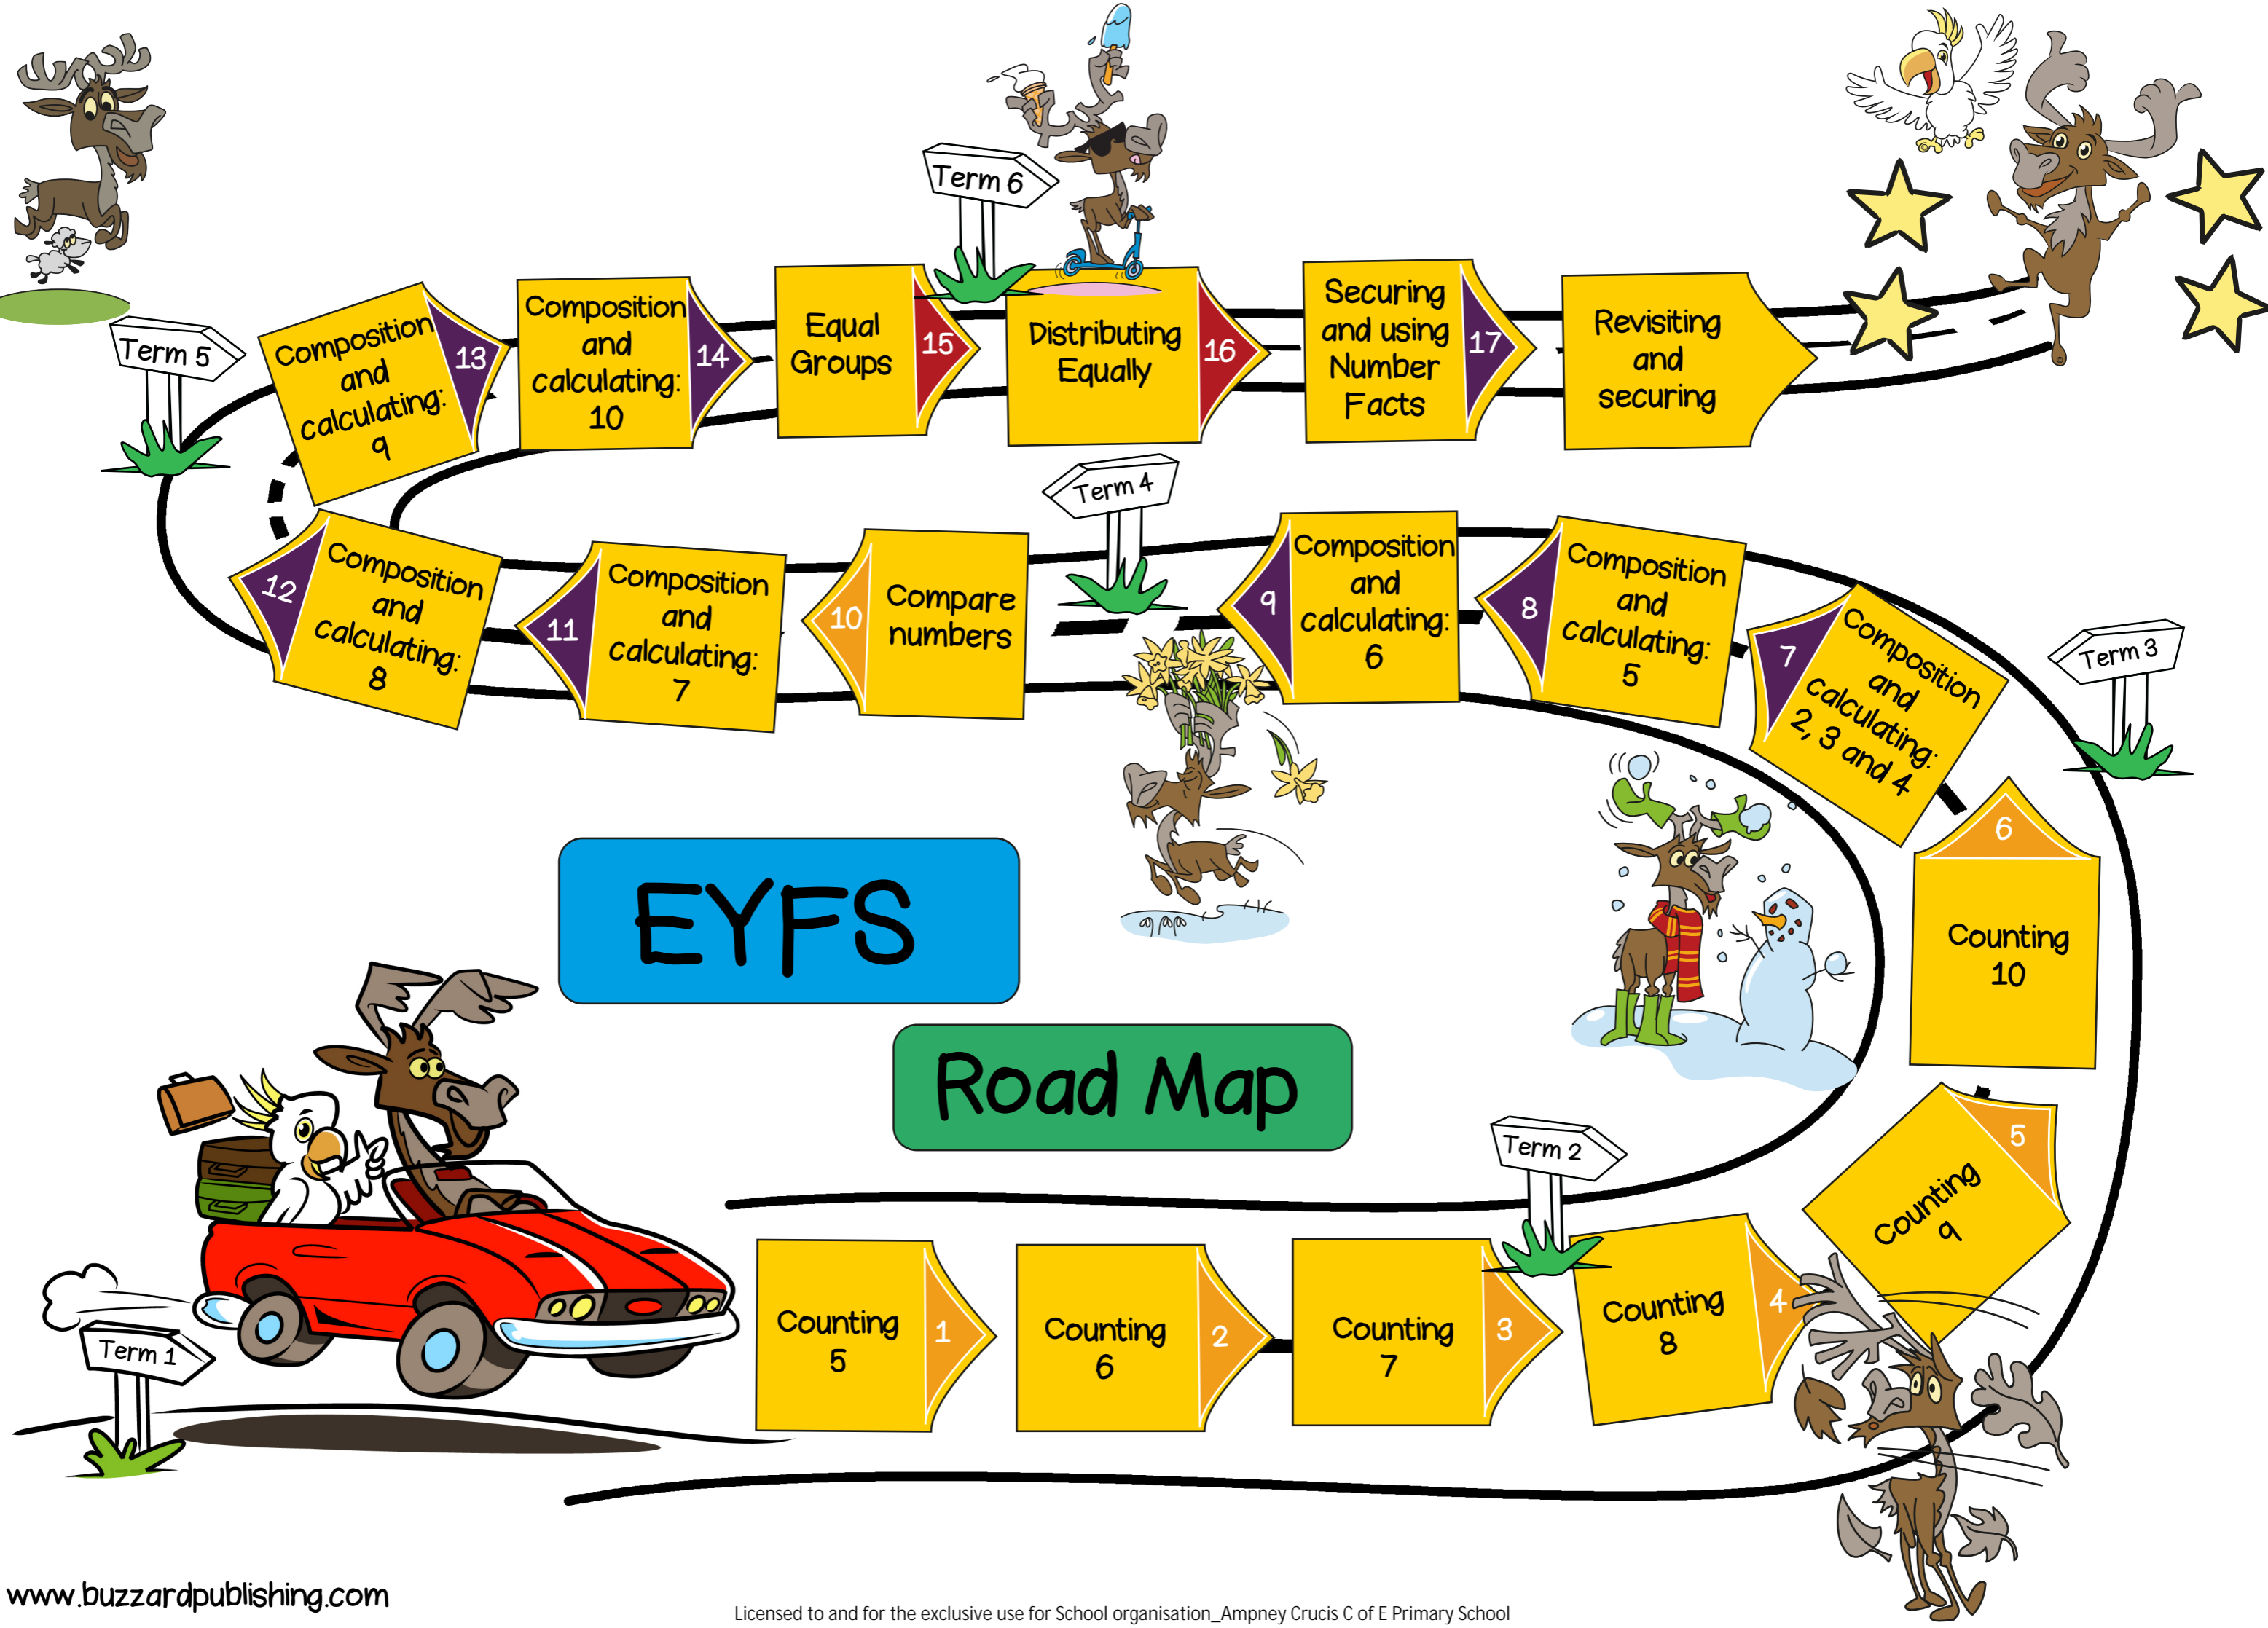 EYFS
Road Map
Term 1
Counting
5
1
Counting
6
2
Counting
7
3
Term 2
Counting
8
4
Counting
9
5
Counting
10
6
Term 3
Composition
and
calculating:
2, 3 and 4
7
Composition
and
calculating:
5
8
Composition
and
calculating:
6
9
Term 4
Compare
numbers
10
Composition
and
calculating:
7
11
Composition
and
calculating:
8
12
Term 5
Composition
and
calculating:
9
13
Composition
and
calculating:
10
14
Equal
Groups
15
Term 6
Distributing
Equally
16
Securing
and using
Number
Facts
17
Revisiting
and
securing
www.buzzardpublishing.com
Licensed to and for the exclusive use for School organisation_Ampney Crucis C of E Primary School